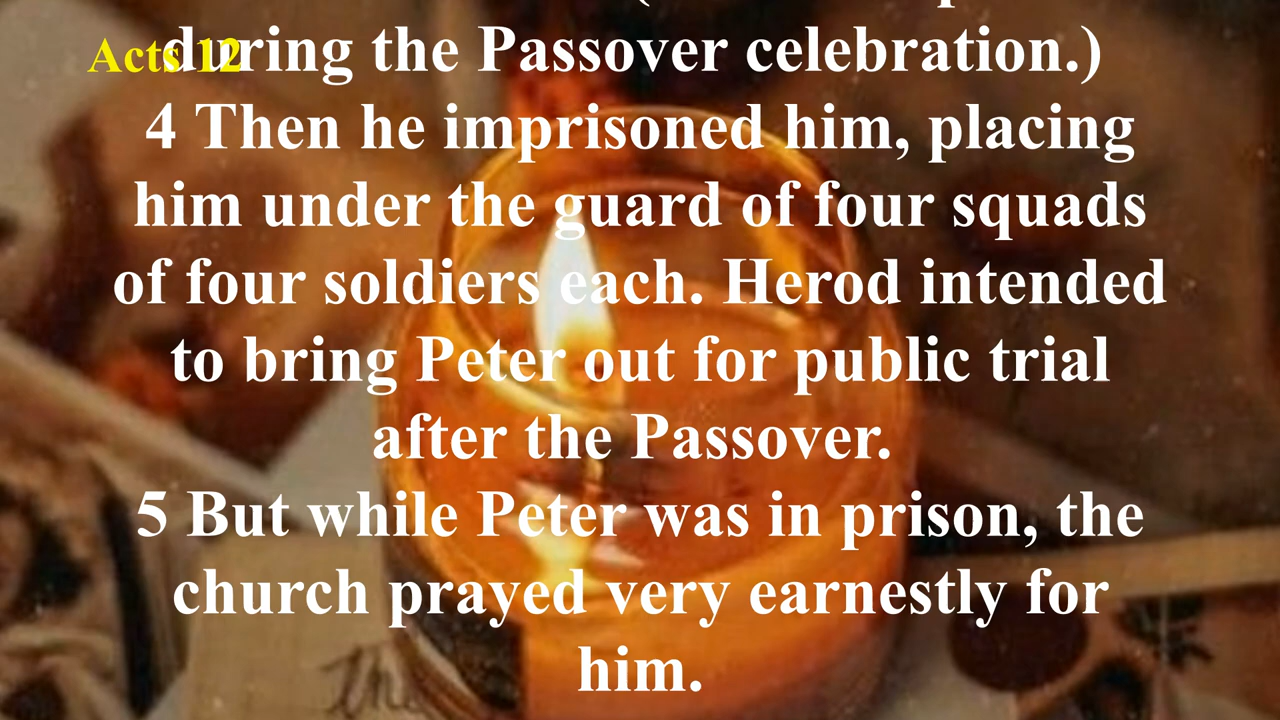 Acts 12
during the Passover celebration.)
4 Then he imprisoned him, placing
him under the guard of four squads
of four soldiers each. Herod intended
to bring Peter out for public trial
after the Passover.
5 But while Peter was in prison, the
church prayed very earnestly for
him.
the